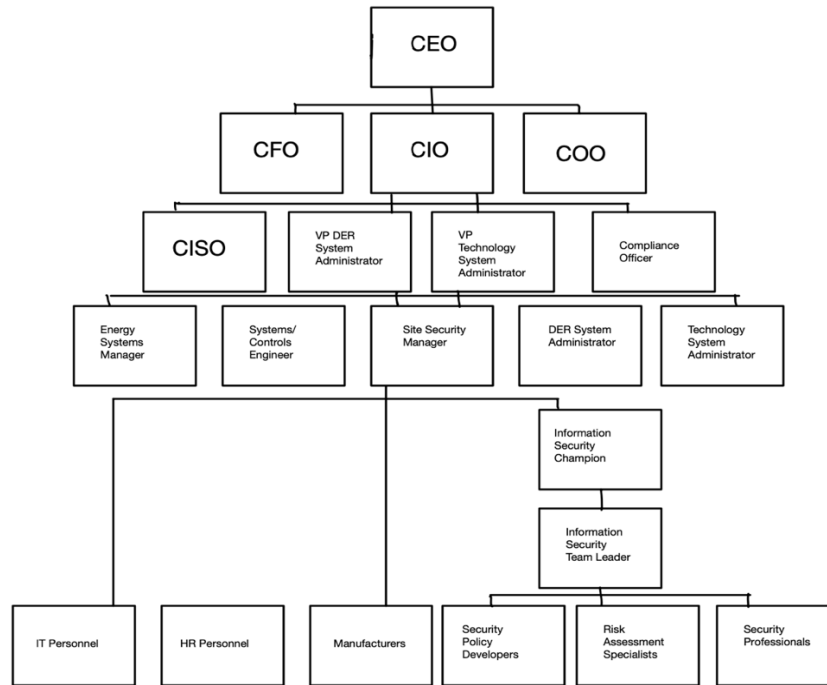 CEO
CFO
CIO
COO
CISO
VP DER
System
Administrator
VP
Technology
System
Administrator
Compliance
Officer
Energy
Systems
Manager
Systems/
Controls
Engineer
Site Security
Manager
DER System
Administrator
Technology
System
Administrator
Information
Security
Champion
Information
Security
Team Leader
IT Personnel
HR Personnel
Manufacturers
Security
Policy
Developers
Risk
Assessment
Specialists
Security
Professionals